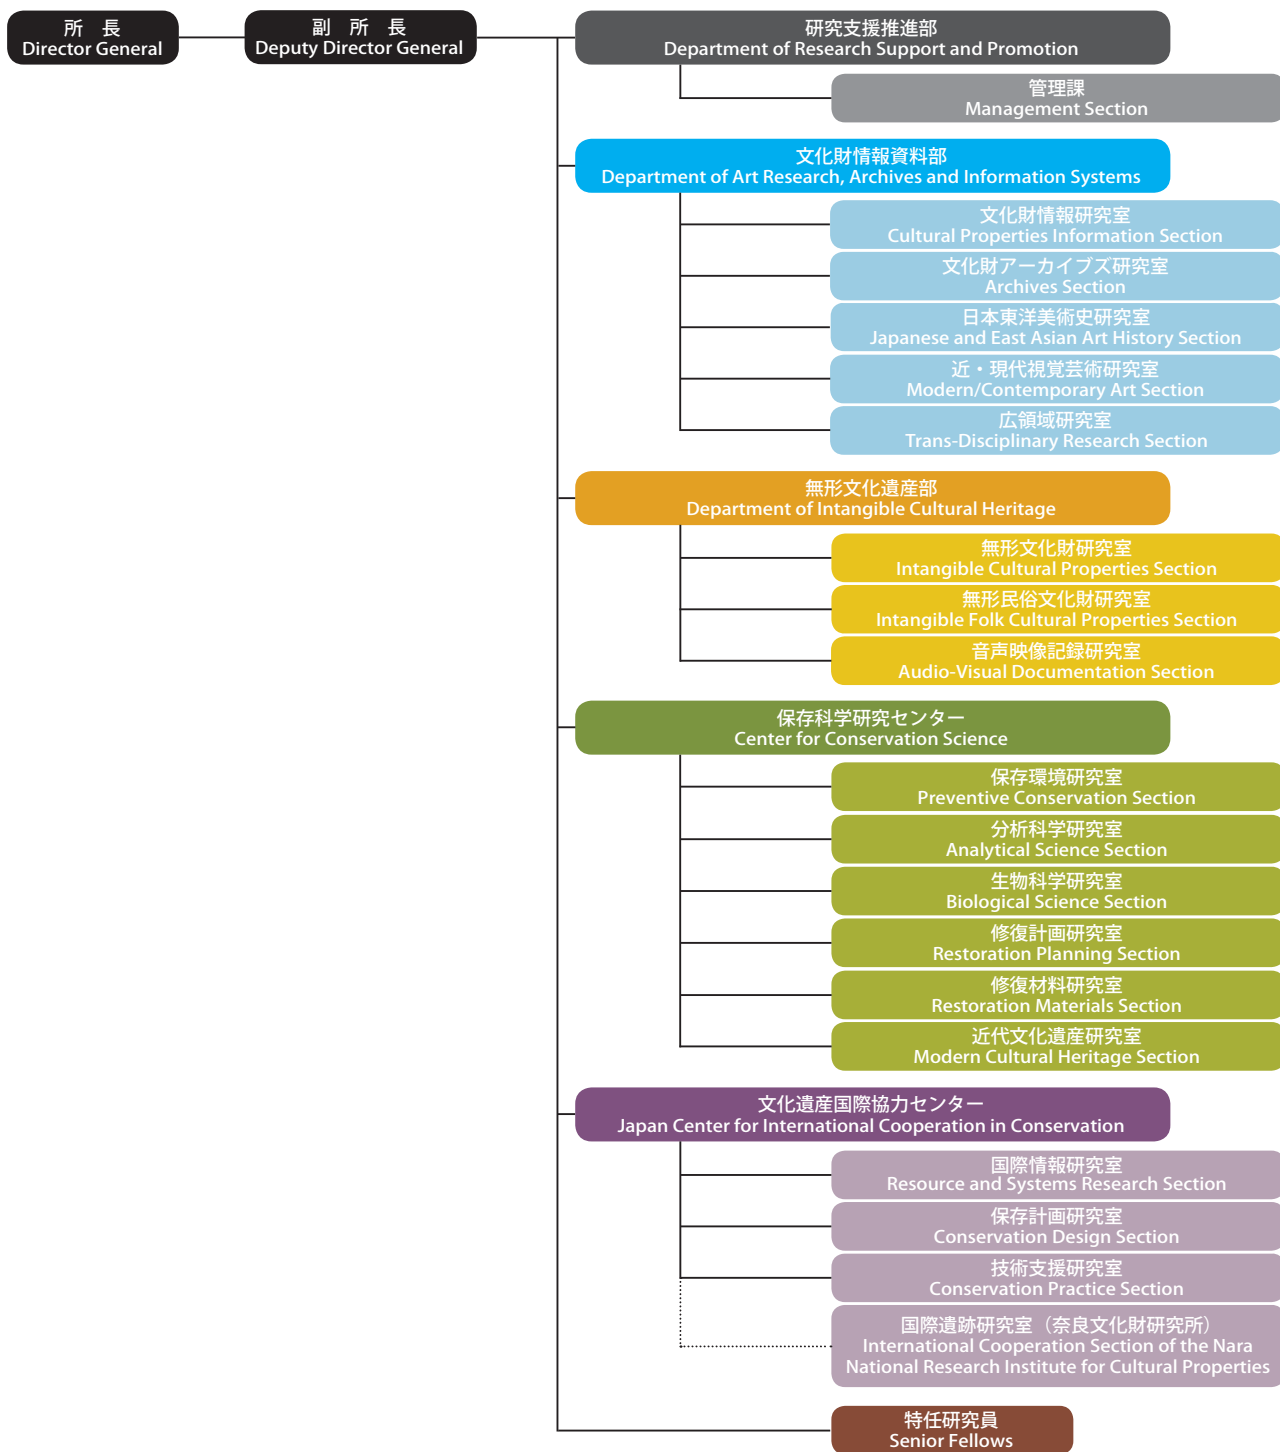 所　長
Director General
副　所　長
Deputy Director General
研究支援推進部
Department of Research Support and Promotion
管理課
Management Section
文化財情報資料部
Department of Art Research, Archives and Information Systems
文化財情報研究室
Cultural Properties Information Section
文化財アーカイブズ研究室
Archives Section
日本東洋美術史研究室
Japanese and East Asian Art History Section
近・現代視覚芸術研究室
Modern/Contemporary Art Section
広領域研究室
Trans-Disciplinary Research Section
無形文化遺産部
Department of Intangible Cultural Heritage
無形文化財研究室
Intangible Cultural Properties Section
無形民俗文化財研究室
Intangible Folk Cultural Properties Section
音声映像記録研究室
Audio-Visual Documentation Section
保存科学研究センター
Center for Conservation Science
保存環境研究室
Preventive Conservation Section
分析科学研究室
Analytical Science Section
生物科学研究室
Biological Science Section
修復計画研究室
Restoration Planning Section
修復材料研究室
Restoration Materials Section
近代文化遺産研究室
Modern Cultural Heritage Section
文化遺産国際協力センター
Japan Center for International Cooperation in Conservation
国際情報研究室
Resource and Systems Research Section
保存計画研究室
Conservation Design Section
技術支援研究室
Conservation Practice Section
国際遺跡研究室（奈良文化財研究所）
International Cooperation Section of the Nara
National Research Institute for Cultural Properties
特任研究員
Senior Fellows